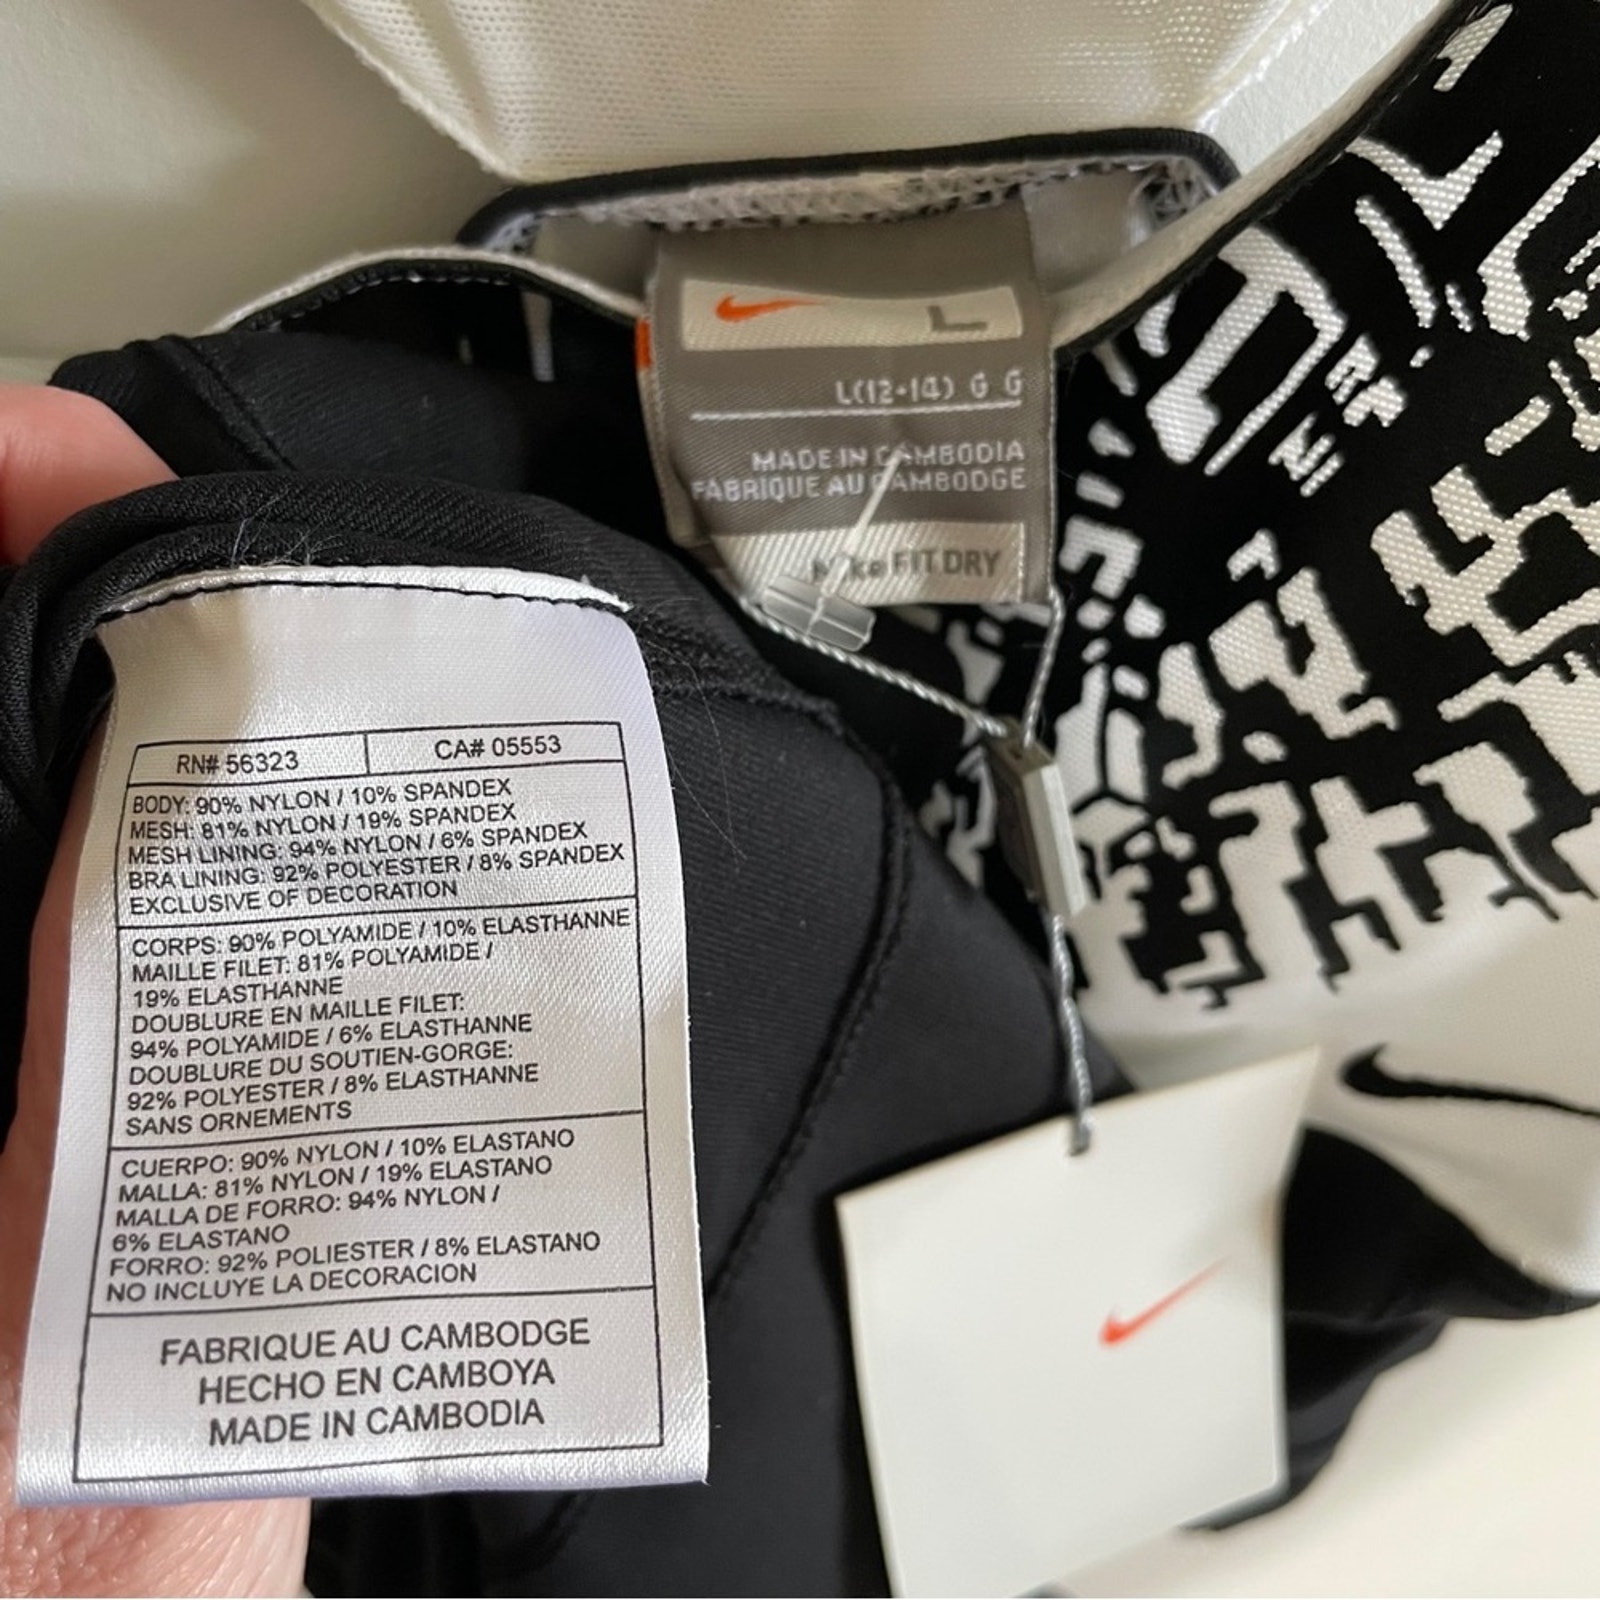 L
L(12-14) G G
MADE IN CAMBODIA
FABRIQUE AU CAMBODGE
Nike FIT DRY
RN# 56323
CA# 05553
BODY: 90% NYLON / 10% SPANDEX
MESH: 81% NYLON / 19% SPANDEX
MESH LINING: 94% NYLON / 6% SPANDEX
BRA LINING: 92% POLYESTER / 8% SPANDEX
EXCLUSIVE OF DECORATION
CORPS: 90% POLYAMIDE / 10% ELASTHANNE
MAILLE FILET: 81% POLYAMIDE /
19% ELASTHANNE
DOUBLURE EN MAILLE FILET:
94% POLYAMIDE / 6% ELASTHANNE
DOUBLURE DU SOUTIEN-GORGE:
92% POLYESTER / 8% ELASTHANNE
SANS ORNEMENTS
CUERPO: 90% NYLON / 10% ELASTANO
MALLA: 81% NYLON / 19% ELASTANO
MALLA DE FORRO: 94% NYLON /
6% ELASTANO
FORRO: 92% POLIESTER / 8% ELASTANO
NO INCLUYE LA DECORACION
FABRIQUE AU CAMBODGE
HECHO EN CAMBOYA
MADE IN CAMBODIA